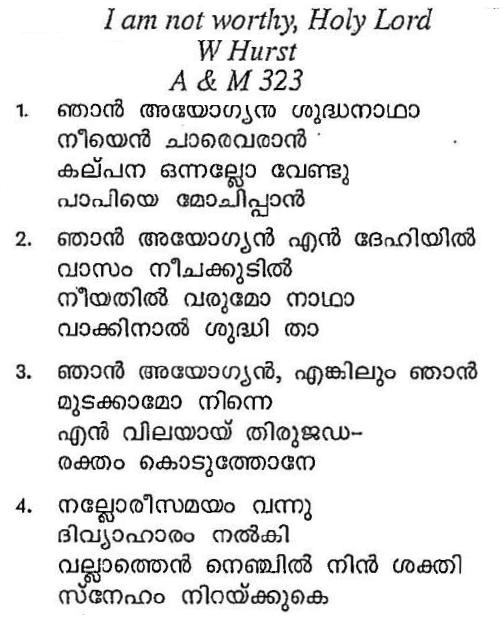 I am not worthy, Holy Lord
W Hurst
A & M 323
1. ഞാൻ അയോഗ്യനു ശുദ്ധനാഥാ
നീയെൻ ചാരെവരാൻ
കല്പന ഒന്നല്ലോ വേണ്ടു
പാപിയെ മോചിപ്പാൻ
2. ഞാൻ അയോഗ്യൻ എൻ ദേഹിയിൽ
വാസം നീചക്കുടിൽ
നീയതിൽ വരുമോ നാഥാ
വാക്കിനാൽ ശുദ്ധി താ
3. ഞാൻ അയോഗ്യൻ, എങ്കിലും ഞാൻ
മുടക്കാമോ നിന്നെ
എൻ വിലയായ് തിരുജഡ-
രക്തം കൊടുത്തോനേ
4. നല്ലോരീസമയം വന്നു
ദിവ്യാഹാരം നൽകി
വല്ലാത്തെൻ നെഞ്ചിൽ നിൻ ശക്തി
സ്നേഹം നിറയ്ക്കുകെ